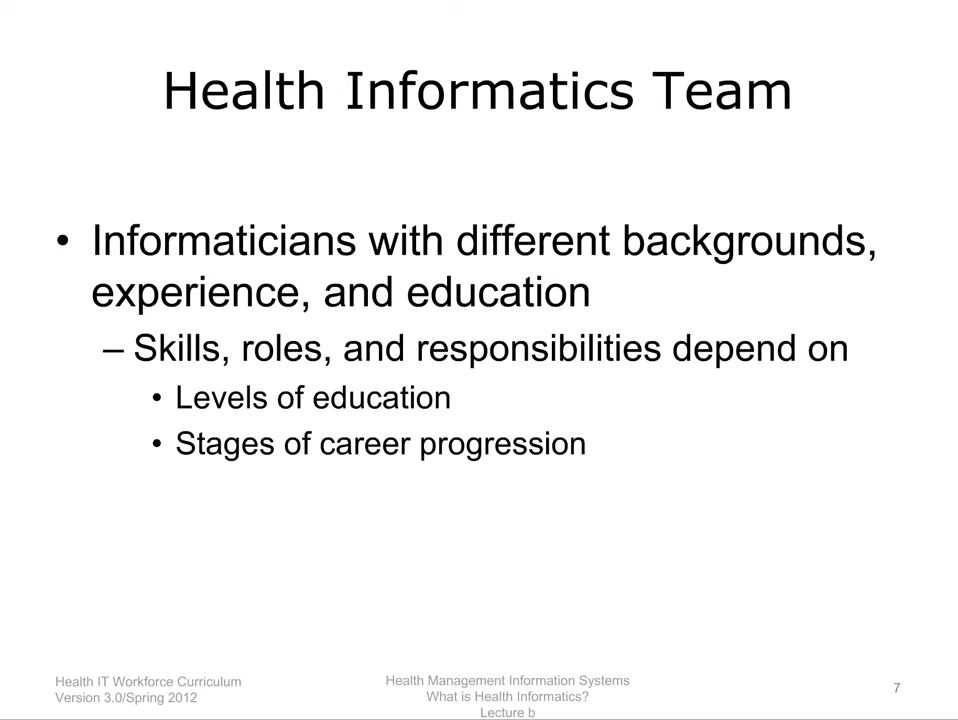 Health Informatics Team
• Informaticians with different backgrounds,
experience, and education
– Skills, roles, and responsibilities depend on
• Levels of education
• Stages of career progression
Health IT Workforce Curriculum
Version 3.0/Spring 2012
Health Management Information Systems
What is Health Informatics?
Lecture b
7